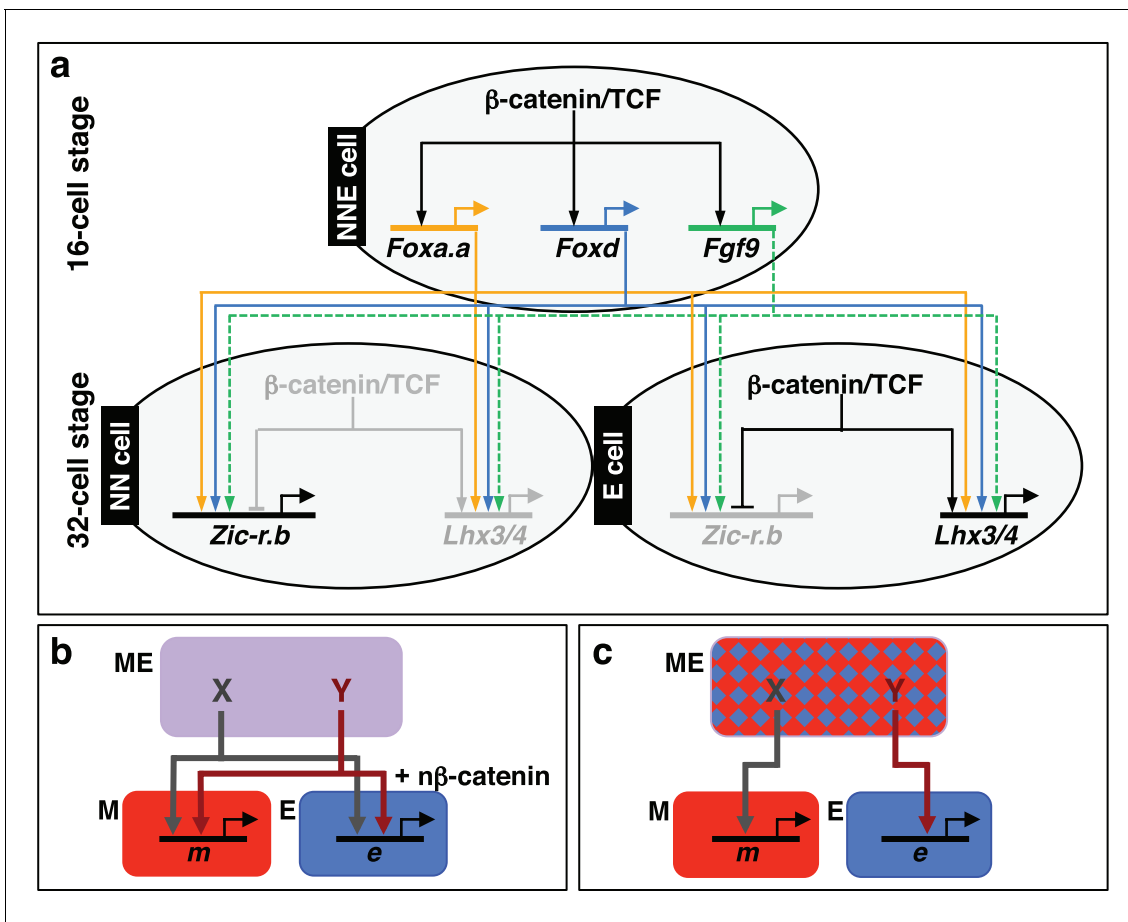 a
16-cell stage
NNE cell
β-catenin/TCF
Foxa.a
Foxd
Fgf9
32-cell stage
NN cell
β-catenin/TCF
Zic-r.b
Lhx3/4
E cell
β-catenin/TCF
Zic-r.b
Lhx3/4
b
ME
X
Y
+ nβ-catenin
M
m
E
e
c
ME
X
Y
M
m
E
e